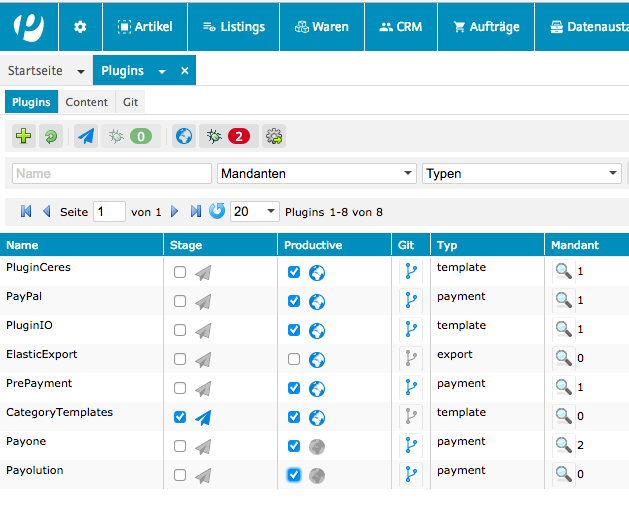 Artikel Listings Waren CRM Aufträge Datenausta
Startseite Plugins ×
Plugins Content Git
0 2
Name Mandanten Typen
Seite 1 von 1 20 Plugins 1-8 von 8
Name Stage Productive Git Typ Mandant
PluginCeres template 1
PayPal payment 1
PluginIO template 1
ElasticExport export 0
PrePayment payment 1
CategoryTemplates template 0
Payone payment 2
Payolution payment 0